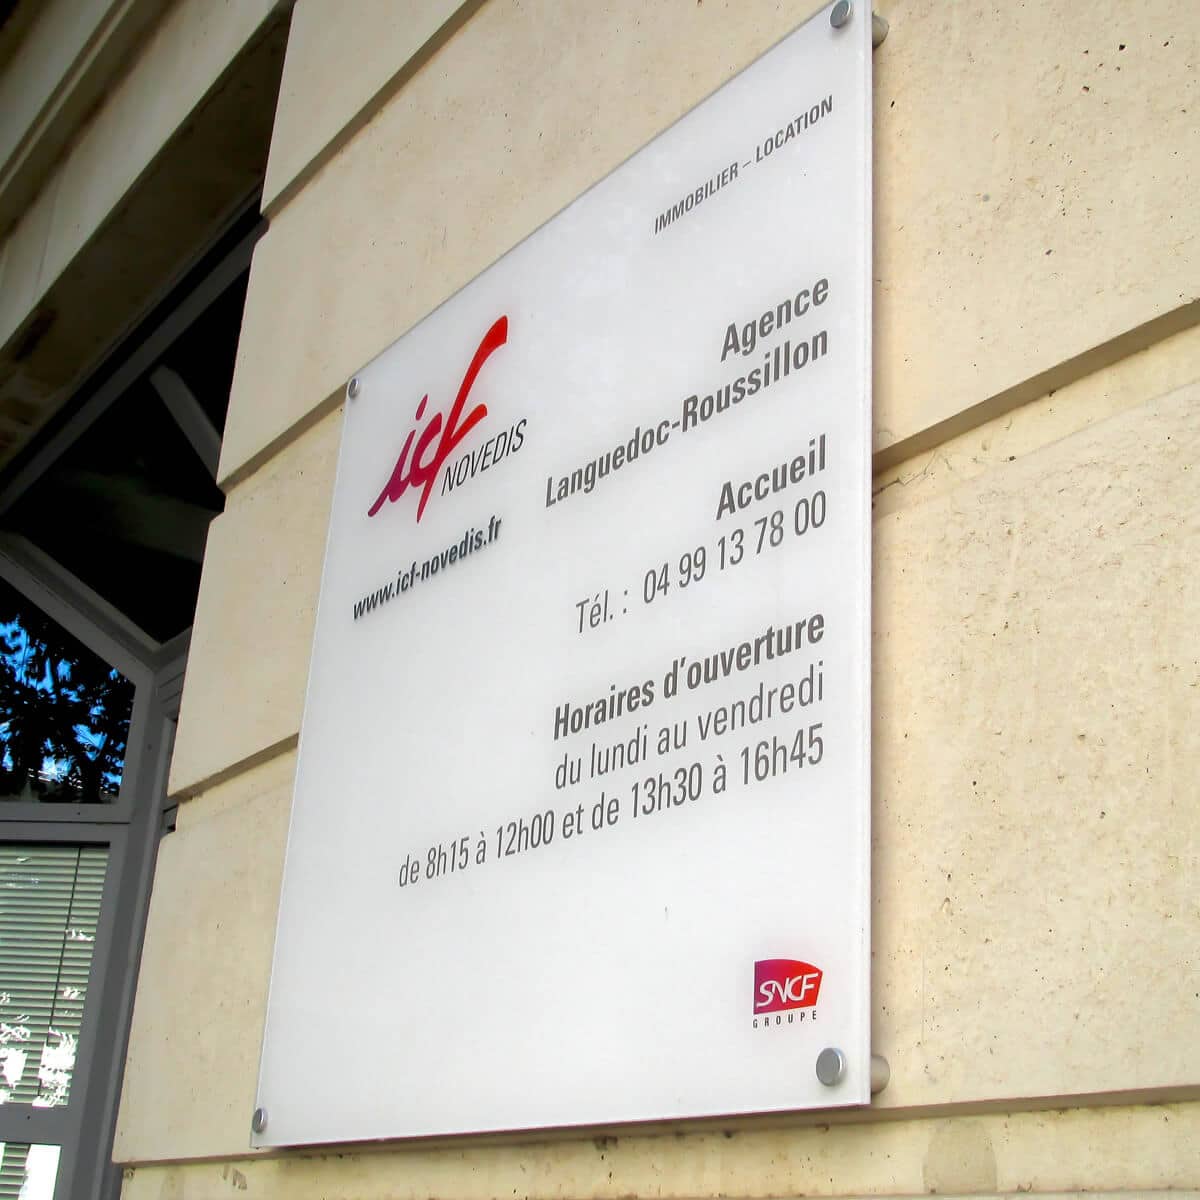 IMMOBILIER – LOCATION
icf
NOVEDIS
www.icf-novedis.fr
Agence
Languedoc-Roussillon
Accueil
Tél. : 04 99 13 78 00
Horaires d'ouverture
du lundi au vendredi
de 8h15 à 12h00 et de 13h30 à 16h45
SNCF
GROUPE